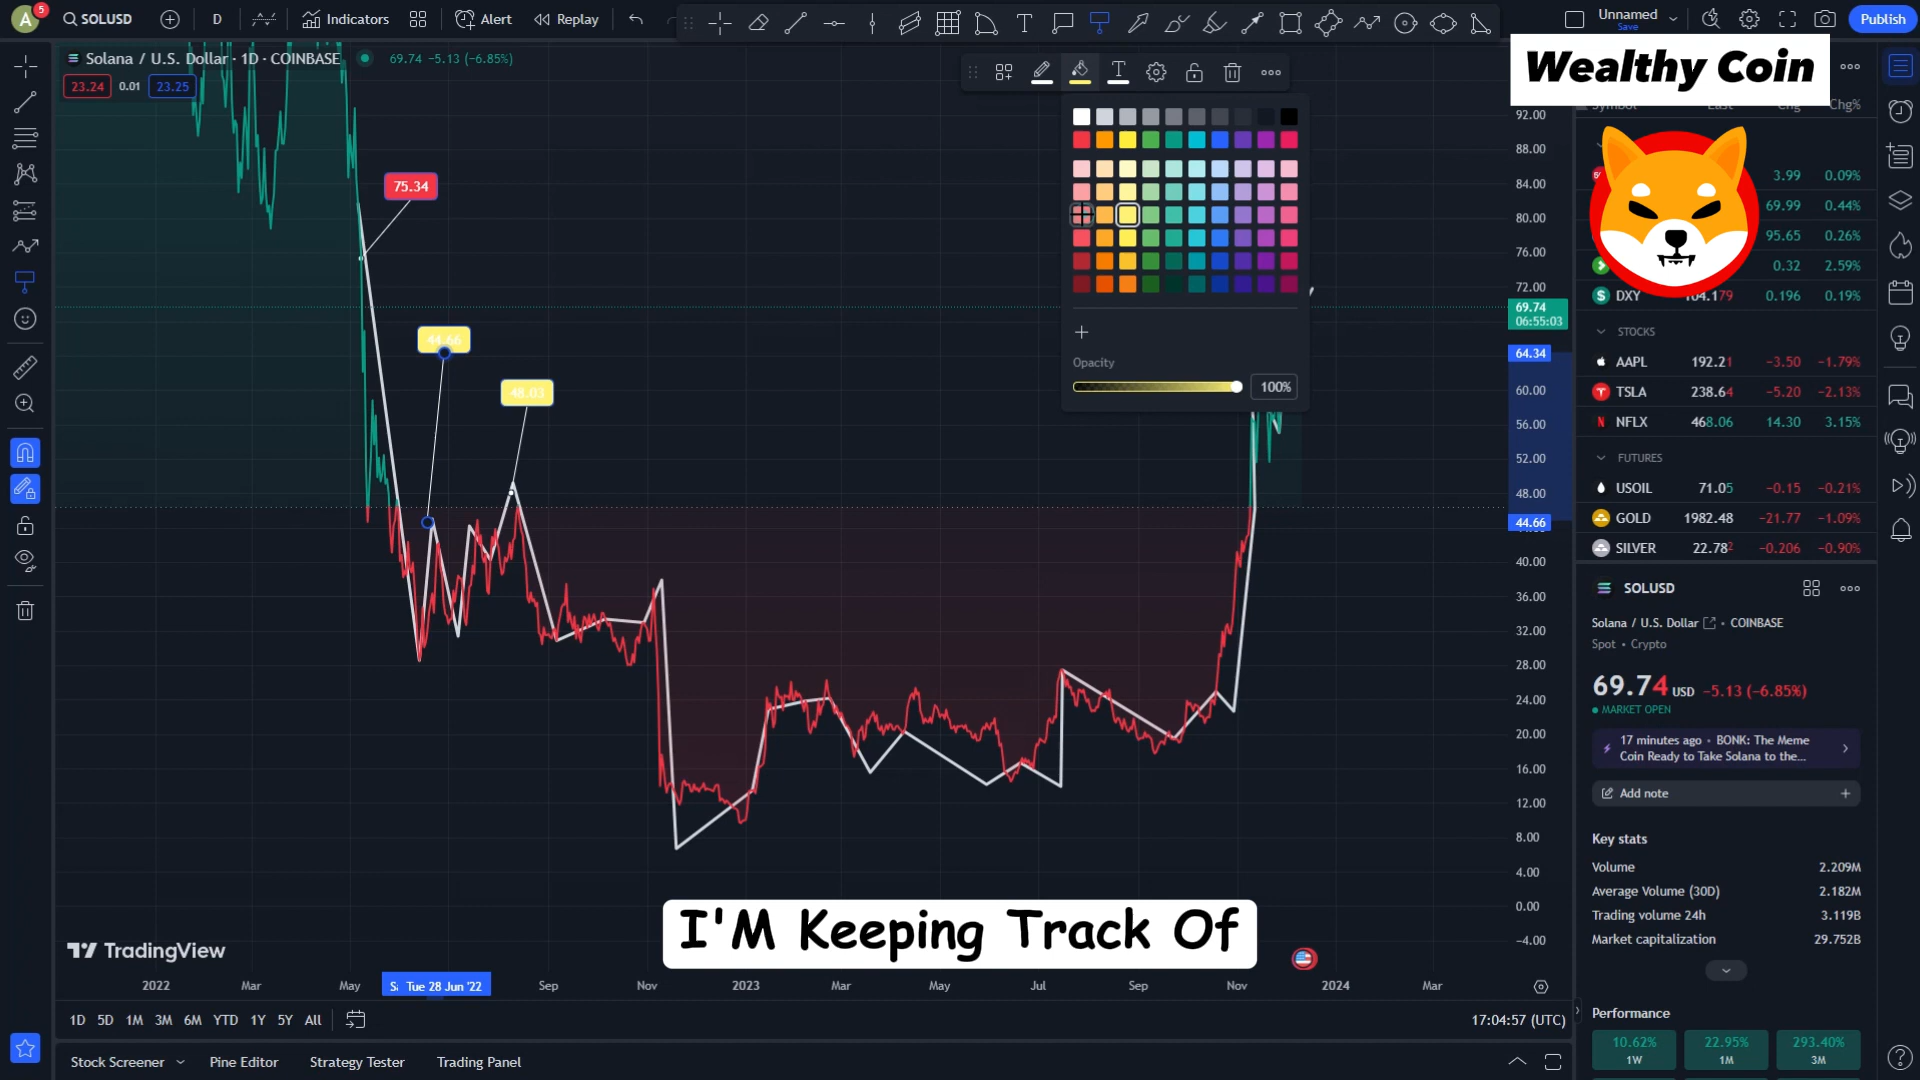 A 5 SOLUSD D Indicators Alert Replay Unnamed Save Publish
Solana / U.S. Dollar · 1D · COINBASE 69.74 −5.13 (−6.85%)
23.24 0.01 23.25
Wealthy Coin
Chg%
92.00
88.00
84.00
80.00
76.00
72.00
69.74
06:55:03
64.34
60.00
56.00
52.00
48.00
44.66
40.00
36.00
32.00
28.00
24.00
20.00
16.00
12.00
8.00
4.00
0.00
−4.00
75.34
44.66
48.03
Opacity
100%
3.99 0.09%
69.99 0.44%
95.65 0.26%
0.32 2.59%
DXY 104.179 0.196 0.19%
STOCKS
AAPL 192.21 −3.50 −1.79%
TSLA 238.64 −5.20 −2.13%
NFLX 468.06 14.30 3.15%
FUTURES
USOIL 71.05 −0.15 −0.21%
GOLD 1982.48 −21.77 −1.09%
SILVER 22.782 −0.206 −0.90%
SOLUSD
Solana / U.S. Dollar • COINBASE
Spot • Crypto
69.74 USD −5.13 (−6.85%)
MARKET OPEN
17 minutes ago • BONK: The Meme
Coin Ready to Take Solana to the...
Add note
Key stats
Volume 2.209M
Average Volume (30D) 2.182M
Trading volume 24h 3.119B
Market capitalization 29.752B
Performance
10.62% 22.95% 293.40%
1W 1M 3M
I'M Keeping Track Of
TradingView
2022 Mar May Tue 28 Jun '22 Sep Nov 2023 Mar May Jul Sep Nov 2024 Mar
1D 5D 1M 3M 6M YTD 1Y 5Y All 17:04:57 (UTC)
Stock Screener Pine Editor Strategy Tester Trading Panel